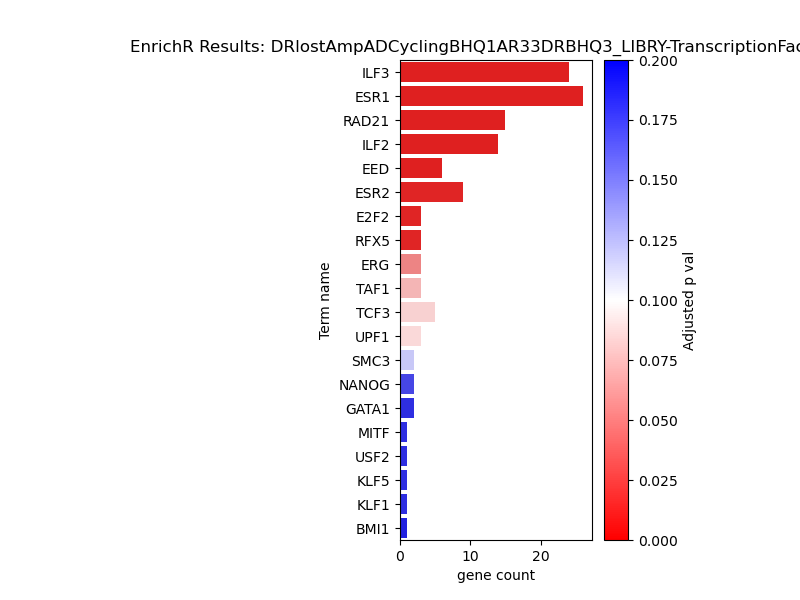 EnrichR Results: DRlostAmpADCyclingBHQ1AR33DRBHQ3_LIBRY-TranscriptionFac
ILF3
ESR1
RAD21
ILF2
EED
ESR2
E2F2
RFX5
ERG
TAF1
TCF3
UPF1
SMC3
NANOG
GATA1
MITF
USF2
KLF5
KLF1
BMI1
Term name
0 10 20
gene count
0.200
0.175
0.150
0.125
0.100
0.075
0.050
0.025
0.000
Adjusted p val